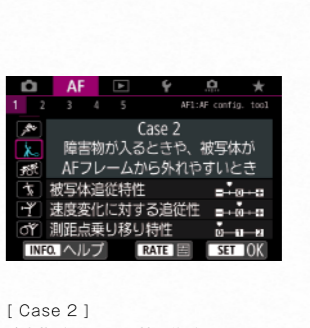 AF
1 2 3 4 5 AF1:AF config. tool
Case 2
障害物が入るときや、被写体が
AFフレームから外れやすいとき
被写体追従特性
速度変化に対する追従性
測距点乗り移り特性
0 1 2
INFO. ヘルプ RATE SET OK
[ Case 2 ]